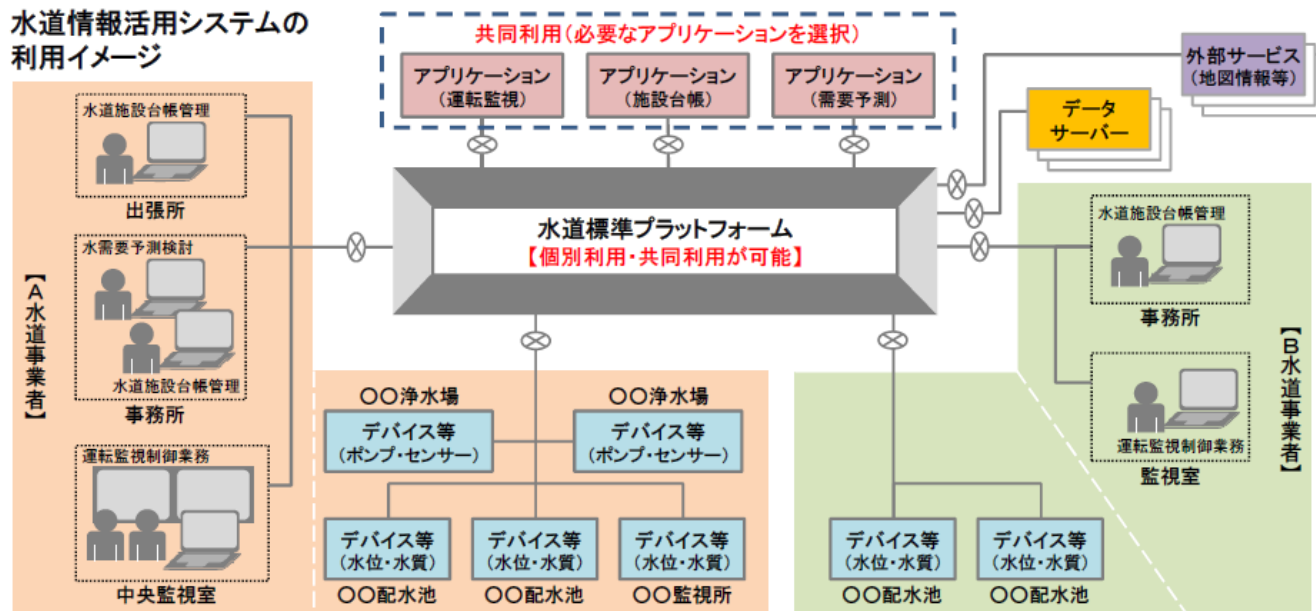 水道情報活用システムの
利用イメージ
共同利用(必要なアプリケーションを選択)
アプリケーション
(運転監視)
アプリケーション
(施設台帳)
アプリケーション
(需要予測)
外部サービス
(地図情報等)
データ
サーバー
水道標準プラットフォーム
【個別利用・共同利用が可能】
【A水道事業者】
水道施設台帳管理
出張所
水需要予測検討
水道施設台帳管理
事務所
運転監視制御業務
中央監視室
〇〇浄水場
デバイス等
(ポンプ・センサー)
〇〇浄水場
デバイス等
(ポンプ・センサー)
デバイス等
(水位・水質)
〇〇配水池
デバイス等
(水位・水質)
〇〇配水池
デバイス等
(水位・水質)
〇〇監視所
デバイス等
(水位・水質)
〇〇配水池
デバイス等
(水位・水質)
〇〇配水池
水道施設台帳管理
事務所
運転監視制御業務
監視室
【B水道事業者】